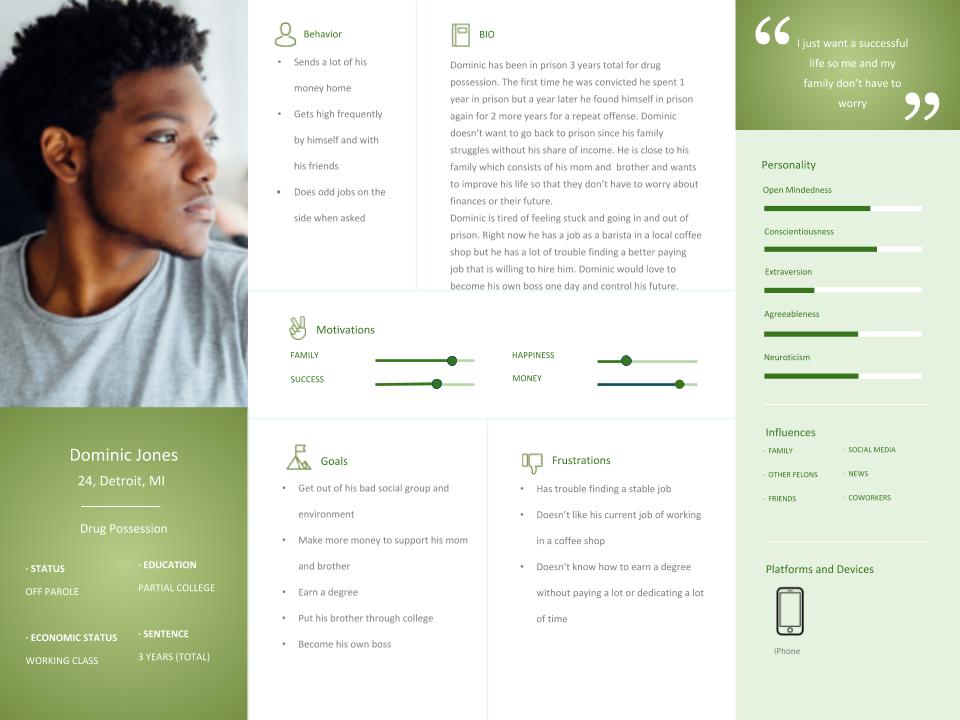 Behavior
• Sends a lot of his
money home
• Gets high frequently
by himself and with
his friends
• Does odd jobs on the
side when asked
BIO
Dominic has been in prison 3 years total for drug
possession. The first time he was convicted he spent 1
year in prison but a year later he found himself in prison
again for 2 more years for a repeat offense. Dominic
doesn't want to go back to prison since his family
struggles without his share of income. He is close to his
family which consists of his mom and  brother and wants
to improve his life so that they don't have to worry about
finances or their future.
Dominic is tired of feeling stuck and going in and out of
prison. Right now he has a job as a barista in a local coffee
shop but he has a lot of trouble finding a better paying
job that is willing to hire him. Dominic would love to
become his own boss one day and control his future.
“
I just want a successful
life so me and my
family don't have to
worry
”
Motivations
FAMILY
SUCCESS
HAPPINESS
MONEY
Personality
Open Mindedness
Conscientiousness
Extraversion
Agreeableness
Neuroticism
Dominic Jones
24, Detroit, MI
Drug Possession
· STATUS
OFF PAROLE
· EDUCATION
PARTIAL COLLEGE
· ECONOMIC STATUS
WORKING CLASS
· SENTENCE
3 YEARS (TOTAL)
Goals
• Get out of his bad social group and
environment
• Make more money to support his mom
and brother
• Earn a degree
• Put his brother through college
• Become his own boss
Frustrations
• Has trouble finding a stable job
• Doesn't like his current job of working
in a coffee shop
• Doesn't know how to earn a degree
without paying a lot or dedicating a lot
of time
Influences
· FAMILY
· OTHER FELONS
· FRIENDS
· SOCIAL MEDIA
· NEWS
· COWORKERS
Platforms and Devices
iPhone